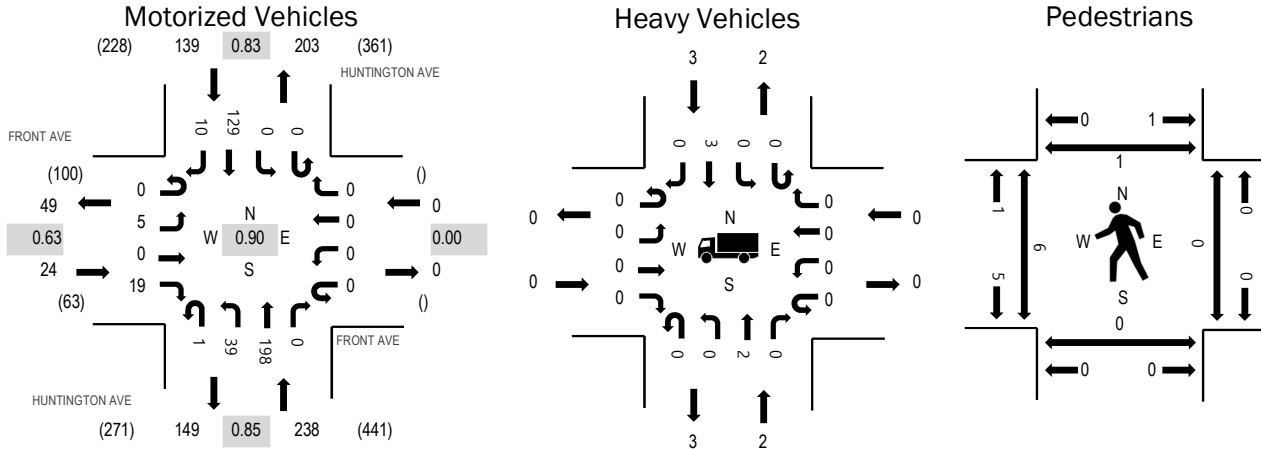 Motorized Vehicles
(228) 139 0.83 203 (361)
HUNTINGTON AVE
10 129 0 0
FRONT AVE
(100) 0 0 ()
49 5 N 0 0
0.63 0 W 0.90 E 0 0.00
24 19 S 0 0
(63) ()
1 39 198 0
FRONT AVE
HUNTINGTON AVE
(271) 149 0.85 238 (441)
Heavy Vehicles
3 2
0 3 0 0
0 0
0 0 N 0 0
0 W E 0
0 0 S 0 0
0 0 2 0
3 2
Pedestrians
0 1
1
N
1 0
W E
6 0
5 0
S
0
0 0